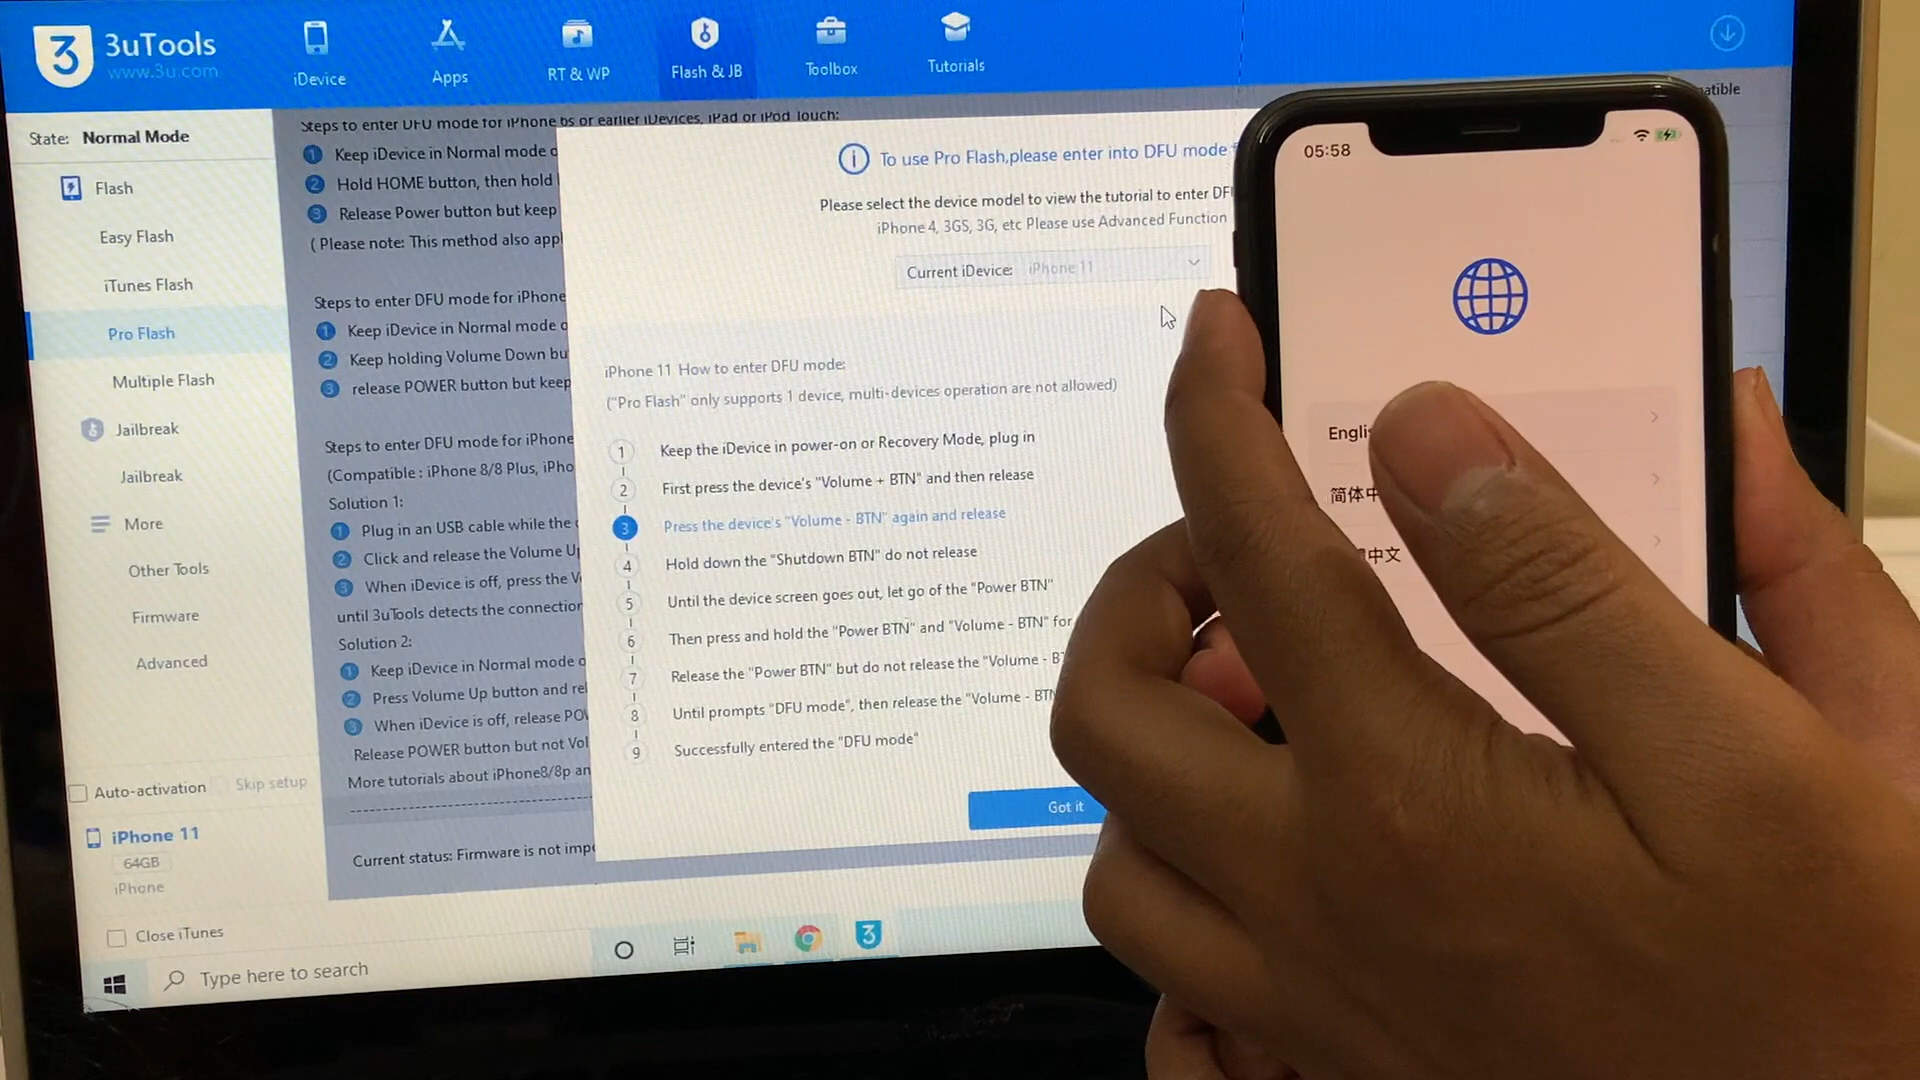 3uTools
www.3u.com
iDevice
Apps
RT & WP
Flash & JB
Toolbox
Tutorials
State: Normal Mode
Flash
Easy Flash
iTunes Flash
Pro Flash
Multiple Flash
Jailbreak
Jailbreak
More
Other Tools
Firmware
Advanced
Auto-activation
Skip setup
iPhone 11
64GB
iPhone
Close iTunes
Steps to enter DFU mode for iPhone 6s or earlier iDevices, iPad or iPod Touch:
1 Keep iDevice in Normal mode
2 Hold HOME button, then hold
3 Release Power button but keep
( Please note: This method also
Steps to enter DFU mode for iPhone
1 Keep iDevice in Normal mode
2 Keep holding Volume Down
3 release POWER button but keep
Steps to enter DFU mode for iPhone
(Compatible : iPhone 8/8 Plus,
Solution 1:
1 Plug in an USB cable while the
2 Click and release the Volume
3 When iDevice is off, press the
until 3uTools detects the connection
Solution 2:
1 Keep iDevice in Normal mode
2 Press Volume Up button and
3 When iDevice is off, release
Release POWER button but not
More tutorials about iPhone8/8p
Current status: Firmware is not
To use Pro Flash,please enter into DFU mode
Please select the device model to view the tutorial to enter
iPhone 4, 3GS, 3G, etc Please use Advanced Function
Current iDevice: iPhone 11
iPhone 11 How to enter DFU mode:
("Pro Flash" only supports 1 device, multi-devices operation are not allowed)
1 Keep the iDevice in power-on or Recovery Mode, plug in
2 First press the device's "Volume + BTN" and then release
3 Press the device's "Volume - BTN" again and release
4 Hold down the "Shutdown BTN" do not release
5 Until the device screen goes out, let go of the "Power BTN"
6 Then press and hold the "Power BTN" and "Volume - BTN" for
7 Release the "Power BTN" but do not release the "Volume -
8 Until prompts "DFU mode", then release the "Volume - BTN
9 Successfully entered the "DFU mode"
Got it
Type here to search
3
05:58
简体中
中文